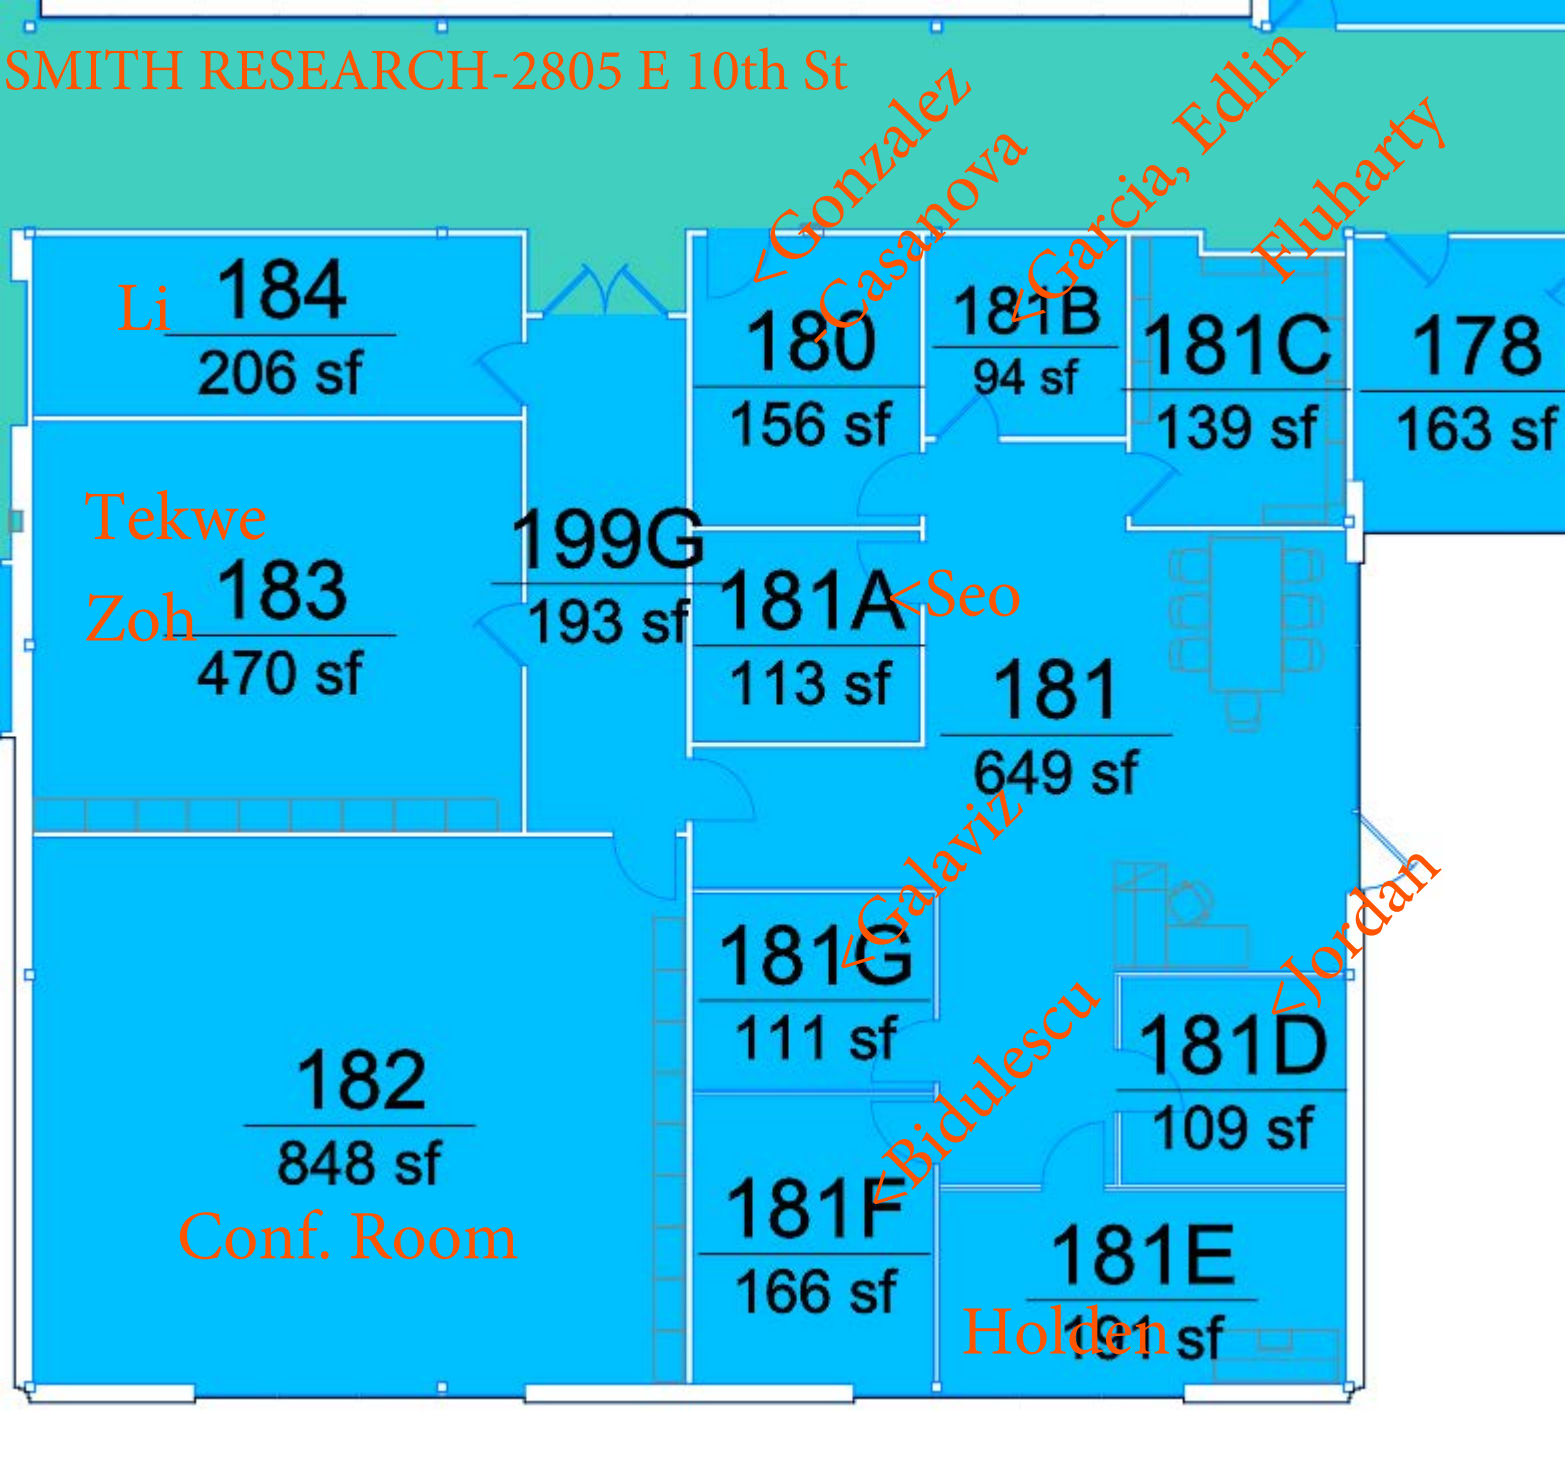 SMITH RESEARCH-2805 E 10th St
<Gonzalez
-Casanova
<Garcia, Edlin
Fluharty
Li
184
206 sf
180
156 sf
181B
94 sf
181C
139 sf
178
163 sf
Tekwe
Zoh
183
470 sf
199G
193 sf
181A
<Seo
113 sf
181
649 sf
<Galaviz
181G
111 sf
<Jordan
181D
109 sf
182
848 sf
Conf. Room
<Bidulescu
181F
166 sf
181E
191 sf
Holden